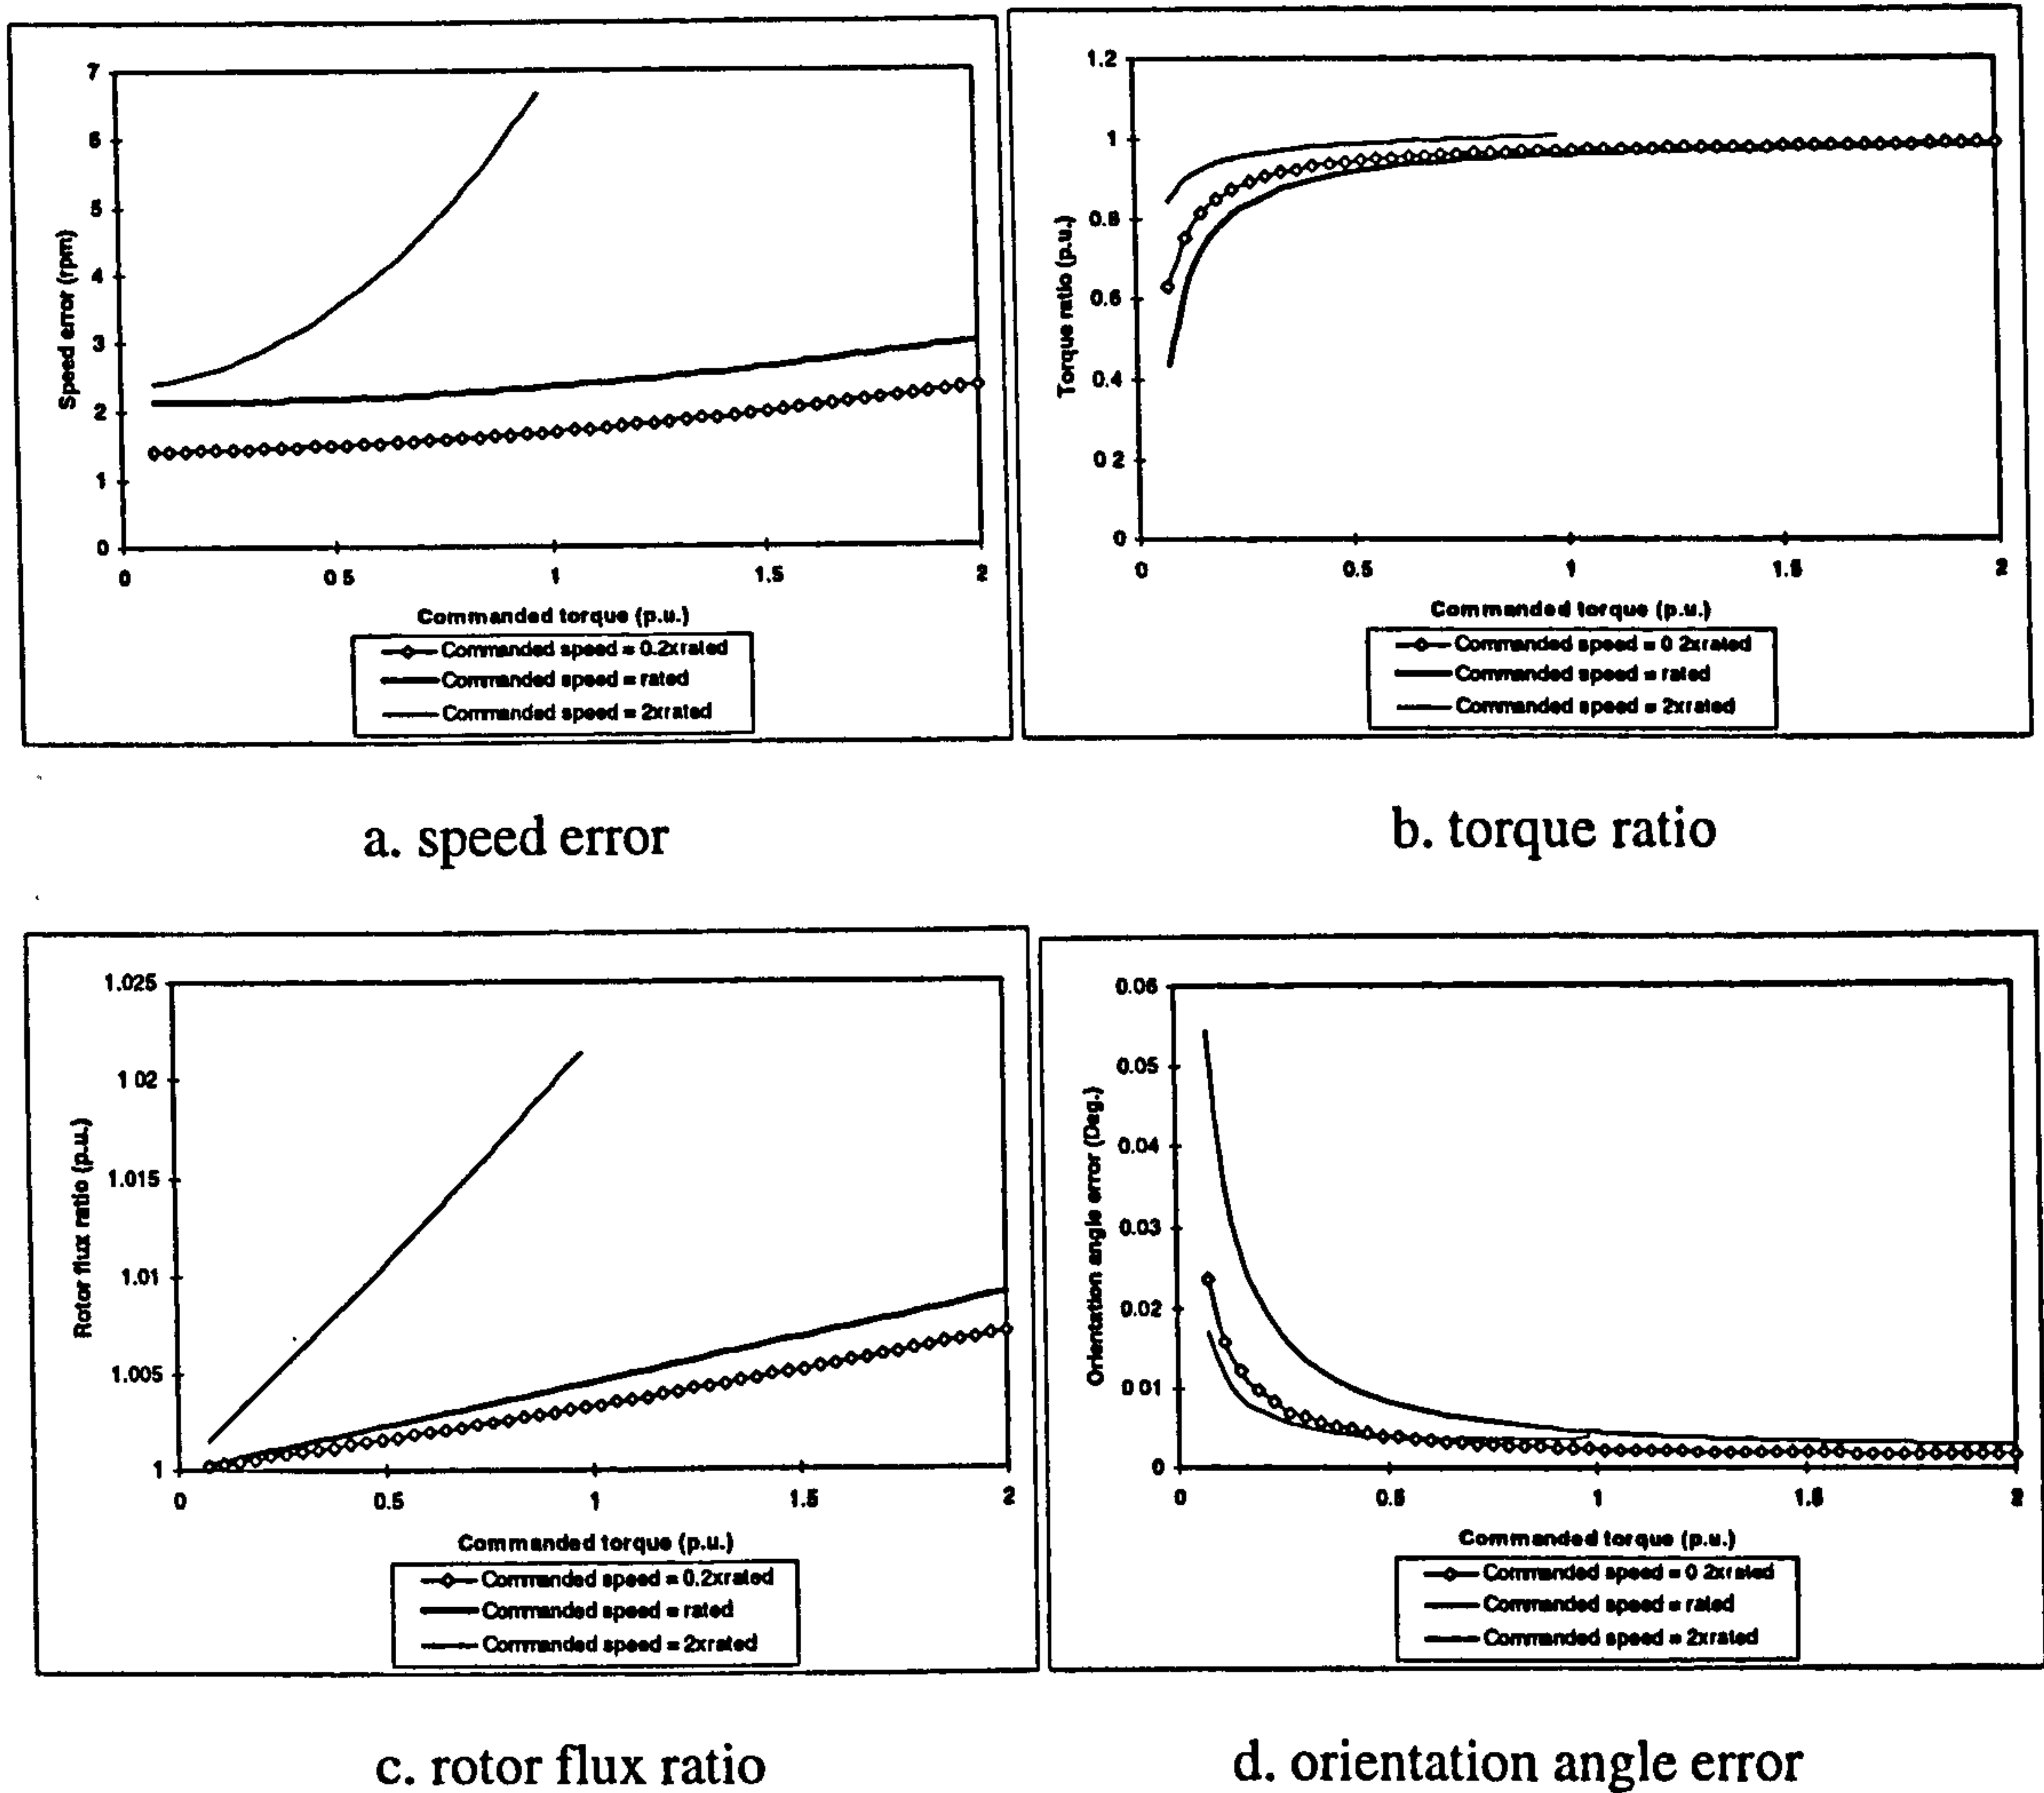 7
6
5
4
3
2
1
0
Speed error (rpm)
0
0 5
1
1.5
2
Commanded torque (p.u.)
Commanded speed = 0.2xrated
Commanded speed = rated
Commanded speed = 2xrated
a. speed error
1.2
1
0.8
0.6
0.4
0 2
0
Torque ratio (p.u.)
0
0.5
1
1.5
2
Commanded torque (p.u.)
Commanded speed = 0 2xrated
Commanded speed = rated
Commanded speed = 2xrated
b. torque ratio
1.025
1 02
1.015
1.01
1.005
1
Rotor flux ratio (p.u.)
0
0.5
1
1.5
2
Commanded torque (p.u.)
Commanded speed = 0.2xrated
Commanded speed = rated
Commanded speed = 2xrated
c. rotor flux ratio
0.06
0.05
0.04
0.03
0.02
0 01
0
Orientation angle error (Deg.)
0
0.5
1
1.5
2
Commanded torque (p.u.)
Commanded speed = 0 2xrated
Commanded speed = rated
Commanded speed = 2xrated
d. orientation angle error